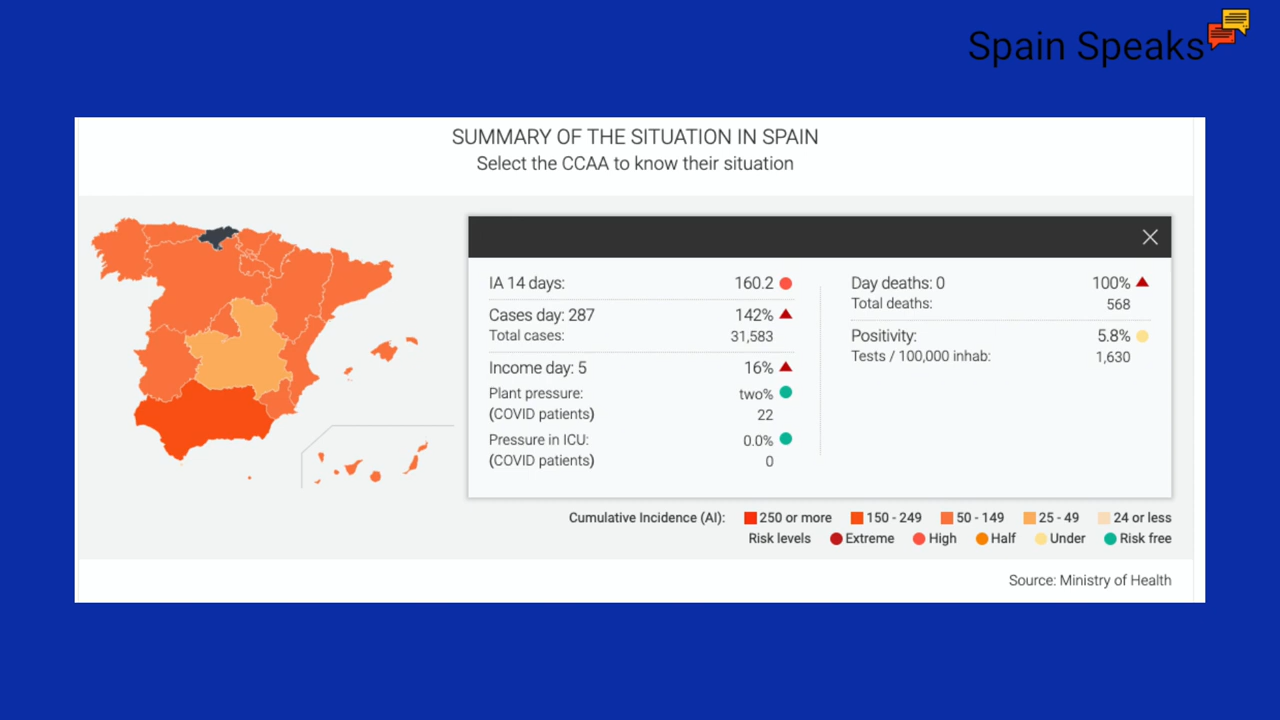 Spain Speaks
SUMMARY OF THE SITUATION IN SPAIN
Select the CCAA to know their situation
IA 14 days: 160.2
Cases day: 287 142%
Total cases: 31,583
Income day: 5 16%
Plant pressure: two%
(COVID patients) 22
Pressure in ICU: 0.0%
(COVID patients) 0
Day deaths: 0 100%
Total deaths: 568
Positivity: 5.8%
Tests / 100,000 inhab: 1,630
Cumulative Incidence (AI): 250 or more 150 - 249 50 - 149 25 - 49 24 or less
Risk levels Extreme High Half Under Risk free
Source: Ministry of Health